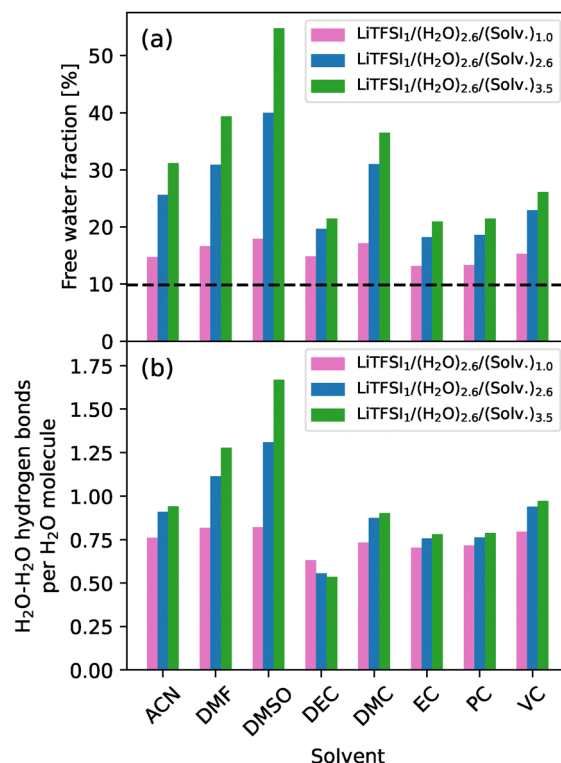 (a)
LiTFSI₁/(H₂O)₂.₆/(Solv.)₁.₀
LiTFSI₁/(H₂O)₂.₆/(Solv.)₂.₆
LiTFSI₁/(H₂O)₂.₆/(Solv.)₃.₅
Free water fraction [%]
50
40
30
20
10
0
(b)
LiTFSI₁/(H₂O)₂.₆/(Solv.)₁.₀
LiTFSI₁/(H₂O)₂.₆/(Solv.)₂.₆
LiTFSI₁/(H₂O)₂.₆/(Solv.)₃.₅
H₂O-H₂O hydrogen bonds
per H₂O molecule
1.75
1.50
1.25
1.00
0.75
0.50
0.25
0.00
ACN
DMF
DMSO
DEC
DMC
EC
PC
VC
Solvent